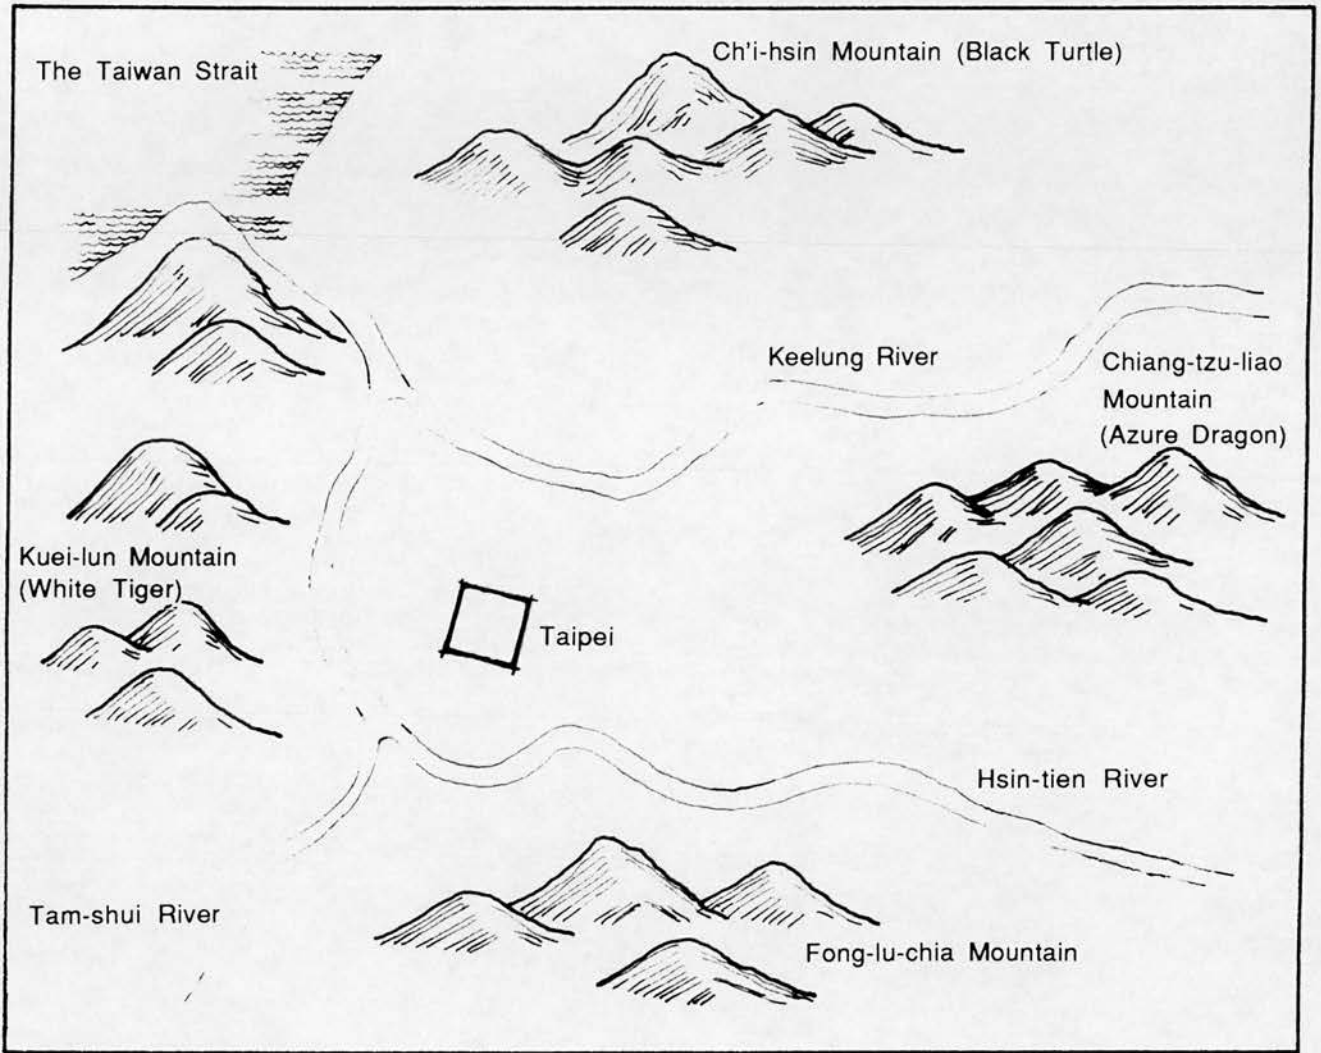 The Taiwan Strait
Ch'i-hsin Mountain (Black Turtle)
Keelung River
Chiang-tzu-liao
Mountain
(Azure Dragon)
Kuei-lun Mountain
(White Tiger)
Taipei
Hsin-tien River
Tam-shui River
Fong-lu-chia Mountain